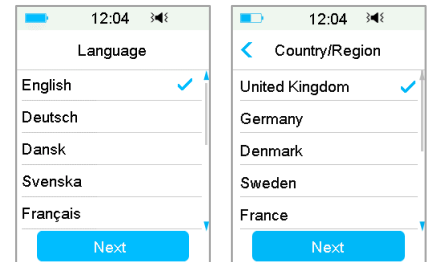 12:04
Language
English
Deutsch
Dansk
Svenska
Français
Next
12:04
Country/Region
United Kingdom
Germany
Denmark
Sweden
France
Next